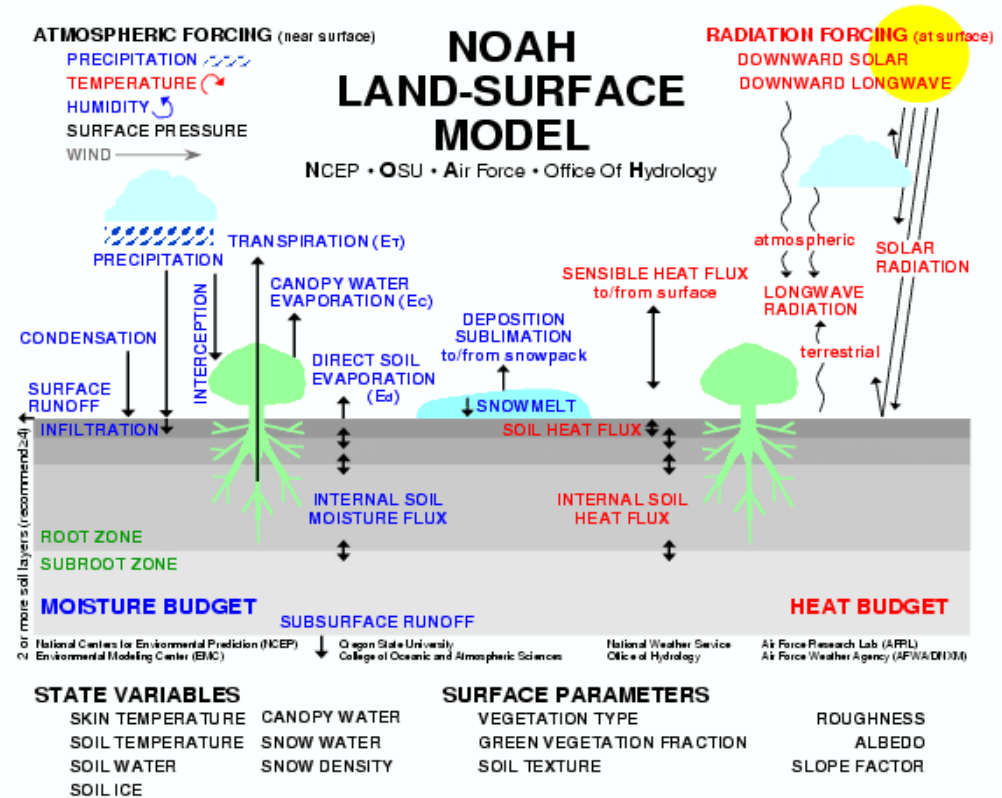 ATMOSPHERIC FORCING (near surface)
PRECIPITATION
TEMPERATURE
HUMIDITY
SURFACE PRESSURE
WIND
NOAH
LAND-SURFACE
MODEL
NCEP • OSU • Air Force • Office Of Hydrology
RADIATION FORCING (at surface)
DOWNWARD SOLAR
DOWNWARD LONGWAVE
PRECIPITATION
TRANSPIRATION (ET)
CANOPY WATER
EVAPORATION (Ec)
INTERCEPTION
CONDENSATION
DIRECT SOIL
EVAPORATION
(Ed)
SURFACE
RUNOFF
INFILTRATION
DEPOSITION
SUBLIMATION
to/from snowpack
SNOWMELT
SENSIBLE HEAT FLUX
to/from surface
atmospheric
LONGWAVE
RADIATION
terrestrial
SOLAR
RADIATION
SOIL HEAT FLUX
INTERNAL SOIL
MOISTURE FLUX
INTERNAL SOIL
HEAT FLUX
ROOT ZONE
SUBROOT ZONE
2 or more soil layers (recommend≥4)
MOISTURE BUDGET
HEAT BUDGET
SUBSURFACE RUNOFF
National Centers for Environmental Prediction (NCEP)
Environmental Modeling Center (EMC)
Oregon State University
College of Oceanic and Atmospheric Sciences
National Weather Service
Office of Hydrology
Air Force Research Lab (AFRL)
Air Force Weather Agency (AFWA/DNXM)
STATE VARIABLES
SKIN TEMPERATURE
SOIL TEMPERATURE
SOIL WATER
SOIL ICE
CANOPY WATER
SNOW WATER
SNOW DENSITY
SURFACE PARAMETERS
VEGETATION TYPE
GREEN VEGETATION FRACTION
SOIL TEXTURE
ROUGHNESS
ALBEDO
SLOPE FACTOR